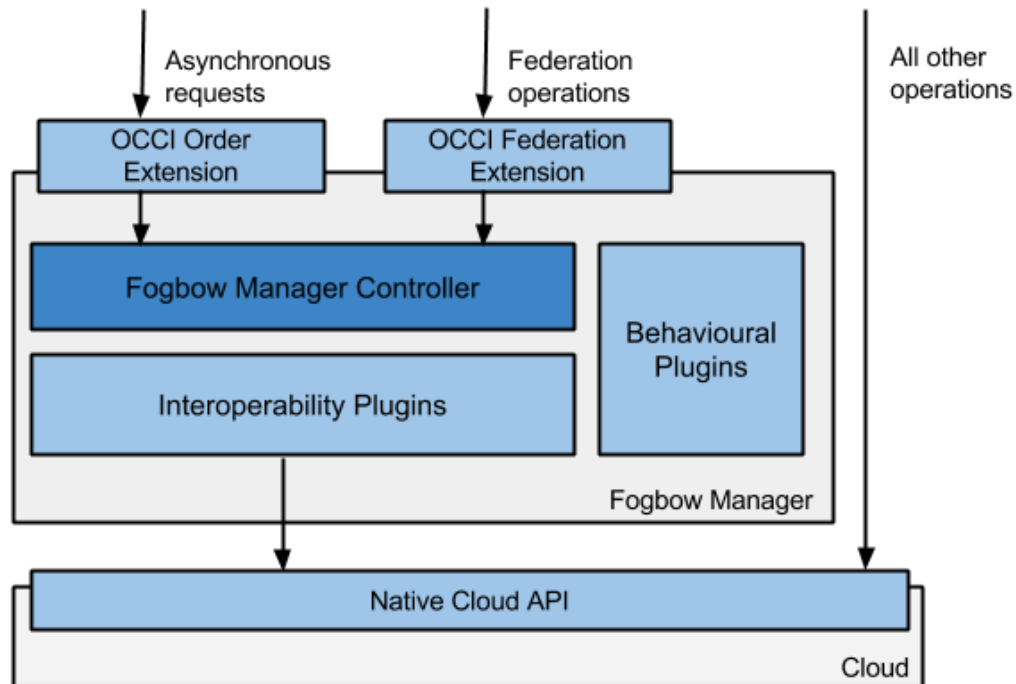 Asynchronous
requests
Federation
operations
All other
operations
OCCI Order
Extension
OCCI Federation
Extension
Fogbow Manager Controller
Behavioural
Plugins
Interoperability Plugins
Fogbow Manager
Native Cloud API
Cloud